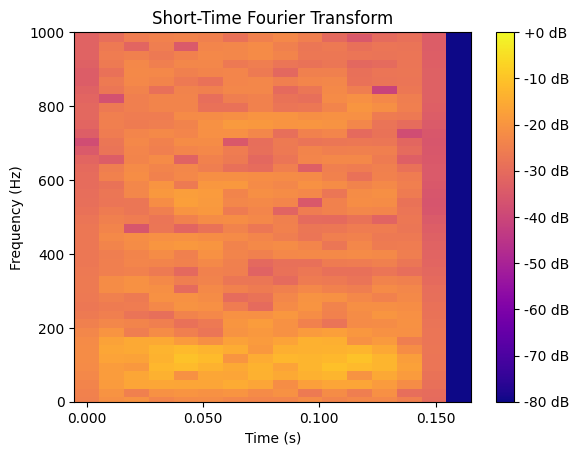 Short-Time Fourier Transform
1000
800
600
400
200
0
Frequency (Hz)
0.000
0.050
0.100
0.150
Time (s)
+0 dB
-10 dB
-20 dB
-30 dB
-40 dB
-50 dB
-60 dB
-70 dB
-80 dB